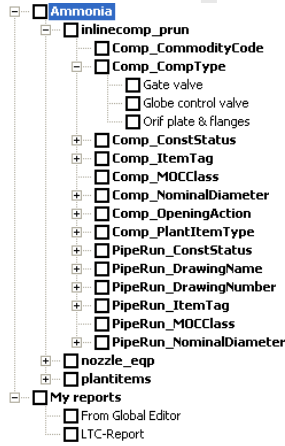 Ammonia
inlinecomp_prun
Comp_CommodityCode
Comp_CompType
Gate valve
Globe control valve
Orif plate & flanges
Comp_ConstStatus
Comp_ItemTag
Comp_MOCClass
Comp_NominalDiameter
Comp_OpeningAction
Comp_PlantItemType
PipeRun_ConstStatus
PipeRun_DrawingName
PipeRun_DrawingNumber
PipeRun_ItemTag
PipeRun_MOCClass
PipeRun_NominalDiameter
nozzle_eqp
plantitems
My reports
From Global Editor
LTC-Report